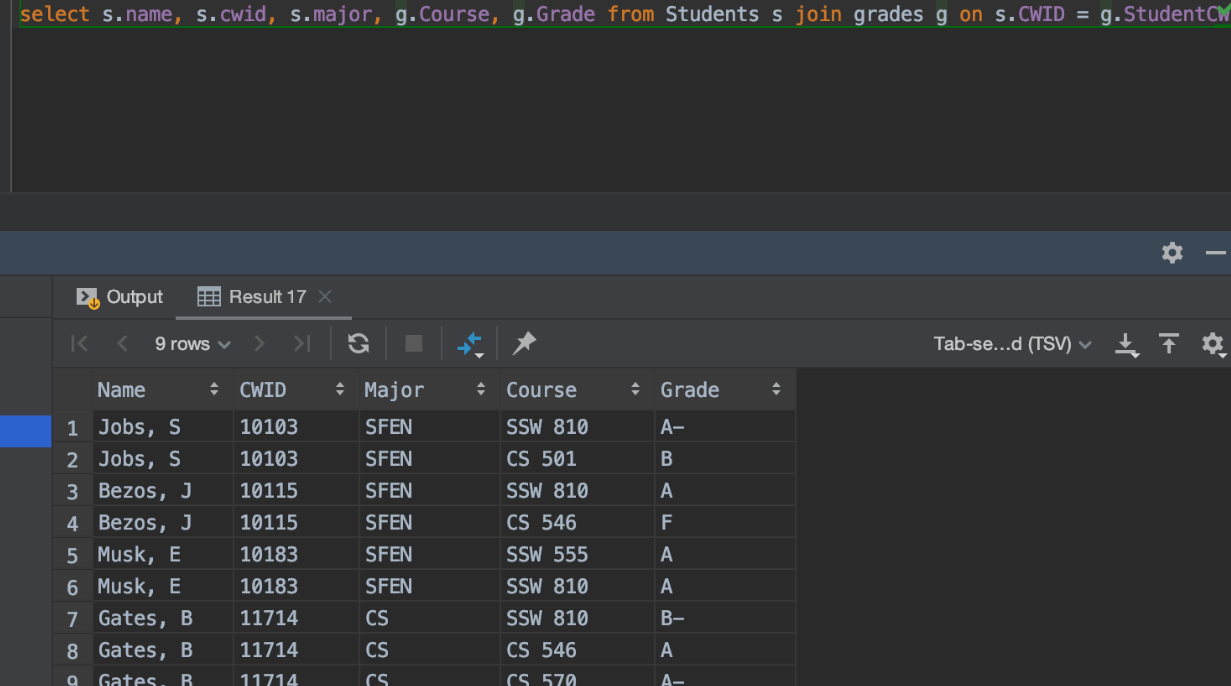 select s.name, s.cwid, s.major, g.Course, g.Grade from Students s join grades g on s.CWID = g.StudentCW
Output Result 17
9 rows Tab-se...d (TSV)
Name CWID Major Course Grade
1 Jobs, S 10103 SFEN SSW 810 A-
2 Jobs, S 10103 SFEN CS 501 B
3 Bezos, J 10115 SFEN SSW 810 A
4 Bezos, J 10115 SFEN CS 546 F
5 Musk, E 10183 SFEN SSW 555 A
6 Musk, E 10183 SFEN SSW 810 A
7 Gates, B 11714 CS SSW 810 B-
8 Gates, B 11714 CS CS 546 A
9 Gates, B 11714 CS CS 570 A-